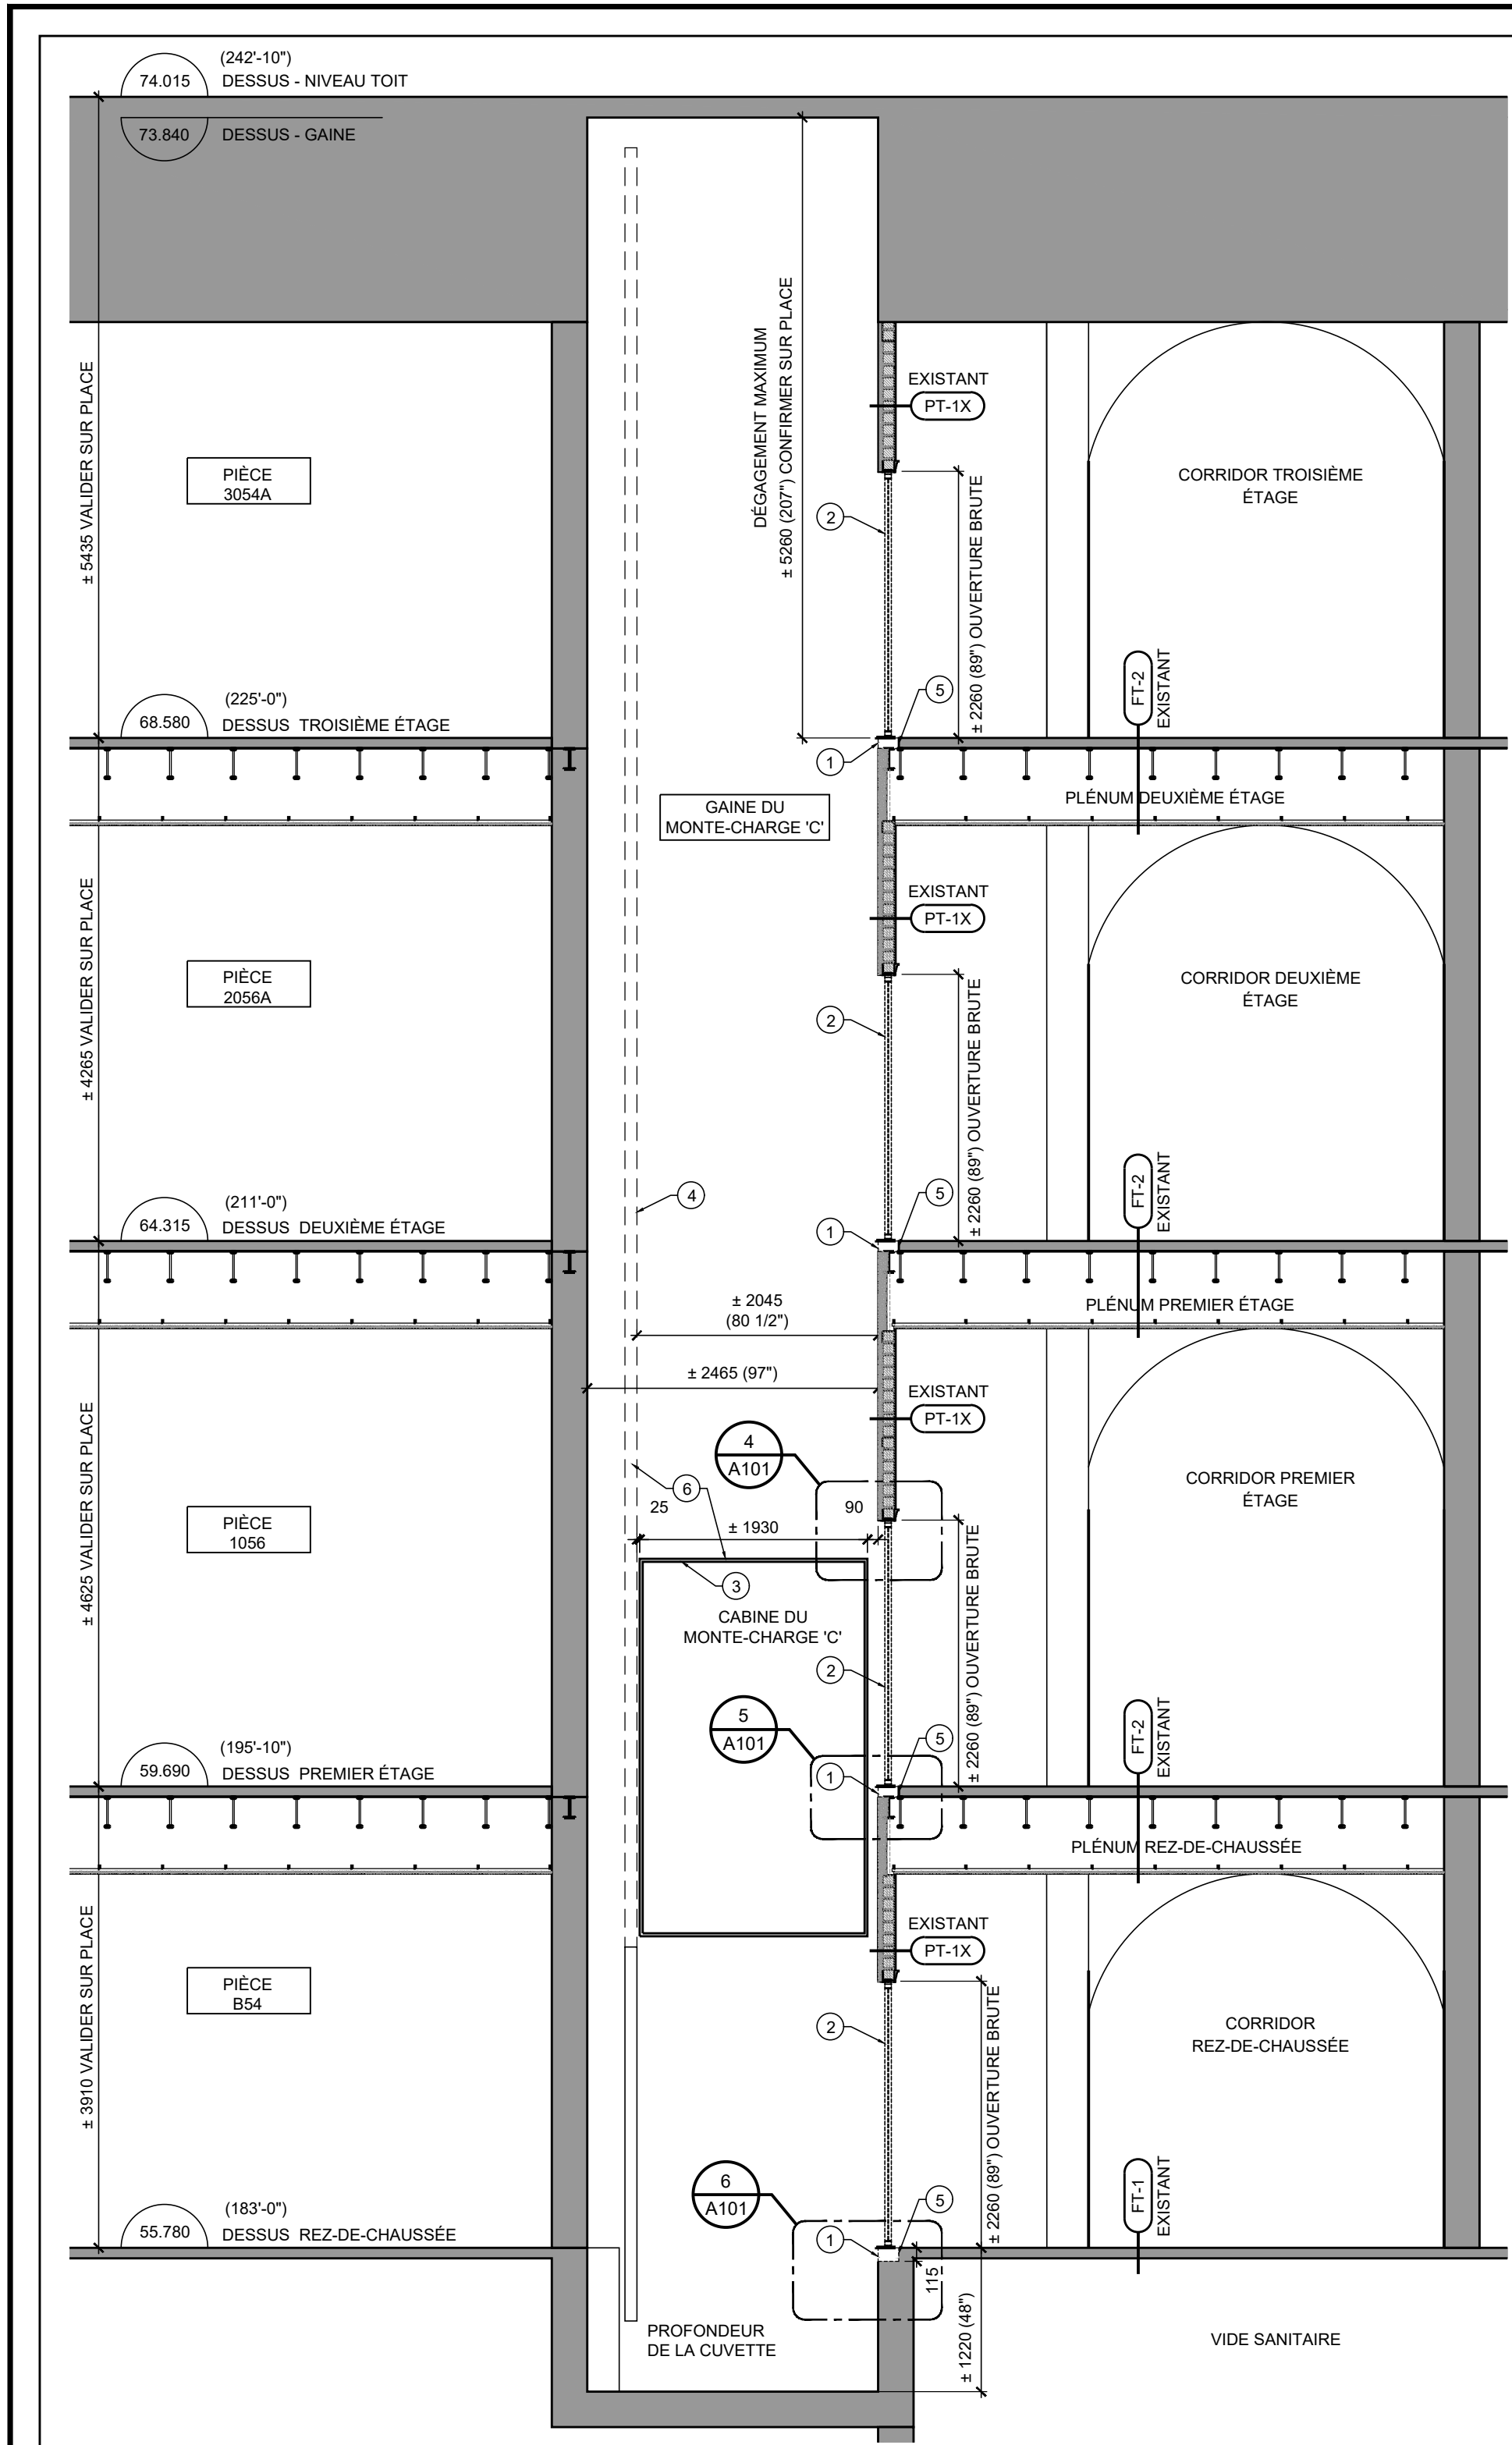 (242'-10")
74.015
DESSUS - NIVEAU TOIT
73.840
DESSUS - GAINE
± 5435 VALIDER SUR PLACE
DÉGAGEMENT MAXIMUM
± 5260 (207") CONFIRMER SUR PLACE
EXISTANT
PT-1X
PIÈCE
3054A
CORRIDOR TROISIÈME
ÉTAGE
2
± 2260 (89") OUVERTURE BRUTE
FT-2
EXISTANT
(225'-0")
68.580
DESSUS TROISIÈME ÉTAGE
5
1
PLÉNUM DEUXIÈME ÉTAGE
GAINE DU
MONTE-CHARGE 'C'
± 4265 VALIDER SUR PLACE
EXISTANT
PT-1X
PIÈCE
2056A
CORRIDOR DEUXIÈME
ÉTAGE
2
± 2260 (89") OUVERTURE BRUTE
FT-2
EXISTANT
4
5
(211'-0")
64.315
DESSUS DEUXIÈME ÉTAGE
1
PLÉNUM PREMIER ÉTAGE
± 2045
(80 1/2")
± 2465 (97")
± 4625 VALIDER SUR PLACE
EXISTANT
PT-1X
4
A101
CORRIDOR PREMIER
ÉTAGE
6
25
90
± 1930
PIÈCE
1056
3
CABINE DU
MONTE-CHARGE 'C'
2
± 2260 (89") OUVERTURE BRUTE
5
A101
FT-2
EXISTANT
5
(195'-10")
59.690
DESSUS PREMIER ÉTAGE
1
PLÉNUM REZ-DE-CHAUSSÉE
± 3910 VALIDER SUR PLACE
EXISTANT
PT-1X
PIÈCE
B54
2
CORRIDOR
REZ-DE-CHAUSSÉE
± 2260 (89") OUVERTURE BRUTE
6
A101
FT-1
EXISTANT
5
(183'-0")
55.780
DESSUS REZ-DE-CHAUSSÉE
1
115
± 1220 (48")
PROFONDEUR
DE LA CUVETTE
VIDE SANITAIRE